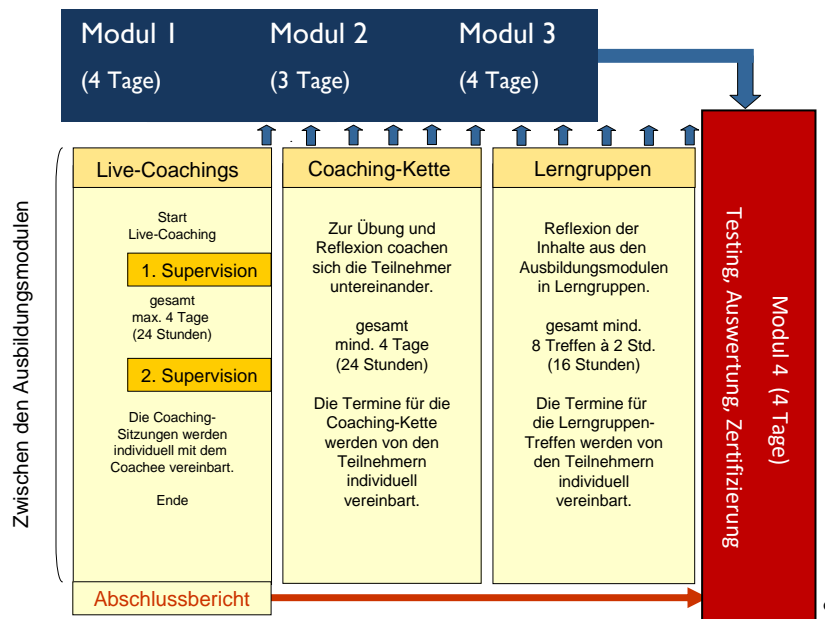 Modul 1
(4 Tage)
Modul 2
(3 Tage)
Modul 3
(4 Tage)
Zwischen den Ausbildungsmodulen
Live-Coachings
Start
Live-Coaching
1. Supervision
gesamt
max. 4 Tage
(24 Stunden)
2. Supervision
Die Coaching-
Sitzungen werden
individuell mit dem
Coachee vereinbart.
Ende
Abschlussbericht
Coaching-Kette
Zur Übung und
Reflexion coachen
sich die Teilnehmer
untereinander.
gesamt
mind. 4 Tage
(24 Stunden)
Die Termine für die
Coaching-Kette
werden von den
Teilnehmern
individuell
vereinbart.
Lerngruppen
Reflexion der
Inhalte aus den
Ausbildungsmodulen
in Lerngruppen.
gesamt mind.
8 Treffen à 2 Std.
(16 Stunden)
Die Termine für
die Lerngruppen-
Treffen werden von
den Teilnehmern
individuell
vereinbart.
Modul 4 (4 Tage)
Testing, Auswertung, Zertifizierung